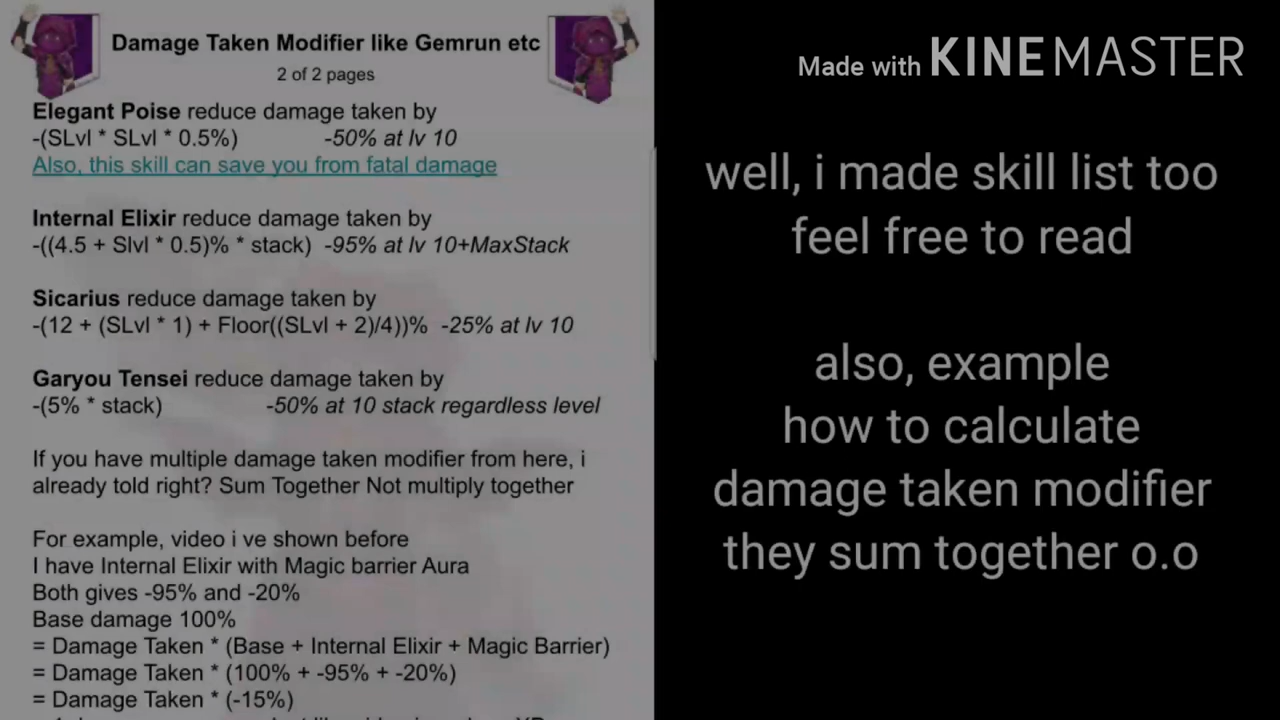 Damage Taken Modifier like Gemrun etc
2 of 2 pages
Elegant Poise reduce damage taken by
-(SLvl * SLvl * 0.5%) -50% at lv 10
Also, this skill can save you from fatal damage
Internal Elixir reduce damage taken by
-((4.5 + Slvl * 0.5)% * stack) -95% at lv 10+MaxStack
Sicarius reduce damage taken by
-(12 + (SLvl * 1) + Floor((SLvl + 2)/4))% -25% at lv 10
Garyou Tensei reduce damage taken by
-(5% * stack) -50% at 10 stack regardless level
If you have multiple damage taken modifier from here, i
already told right? Sum Together Not multiply together
For example, video i ve shown before
I have Internal Elixir with Magic barrier Aura
Both gives -95% and -20%
Base damage 100%
= Damage Taken * (Base + Internal Elixir + Magic Barrier)
= Damage Taken * (100% + -95% + -20%)
= Damage Taken * (-15%)
Made with KINEMASTER
well, i made skill list too
feel free to read
also, example
how to calculate
damage taken modifier
they sum together o.o